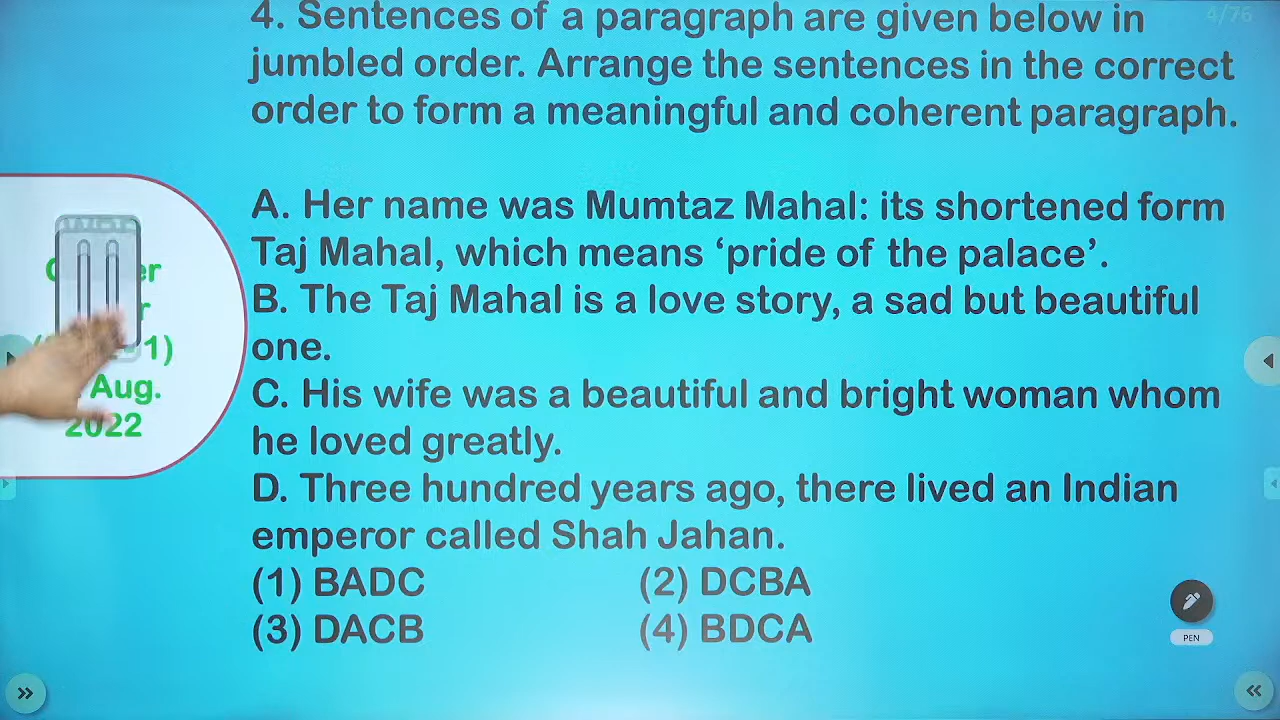 4/76
4. Sentences of a paragraph are given below in
jumbled order. Arrange the sentences in the correct
order to form a meaningful and coherent paragraph.
A. Her name was Mumtaz Mahal: its shortened form
Taj Mahal, which means ‘pride of the palace’.
B. The Taj Mahal is a love story, a sad but beautiful
one.
C. His wife was a beautiful and bright woman whom
he loved greatly.
D. Three hundred years ago, there lived an Indian
emperor called Shah Jahan.
(1) BADC (2) DCBA
(3) DACB (4) BDCA
Aug.
2022
PEN